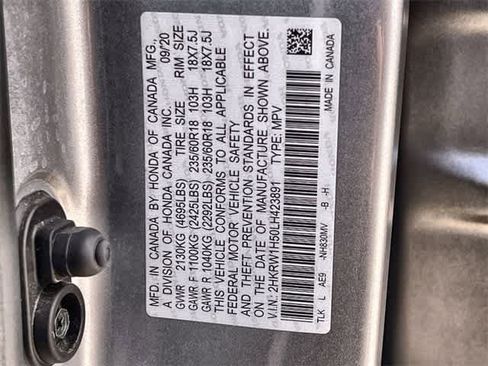 MFD. IN CANADA BY HONDA OF CANADA MFG.,
A DIVISION OF HONDA CANADA INC. 09/20
GVWR 2130KG (4695LBS) TIRE SIZE RIM SIZE
GAWR F 1100KG (2425LBS) 235/60R18 103H 18X7.5J
GAWR R 1040KG (2292LBS) 235/60R18 103H 18X7.5J
THIS VEHICLE CONFORMS TO ALL APPLICABLE
FEDERAL MOTOR VEHICLE SAFETY
AND THEFT PREVENTION STANDARDS IN EFFECT
ON THE DATE OF MANUFACTURE SHOWN ABOVE.
V.I.N.: 2HKRW1H60LH423891 TYPE: MPV
TLK L AE9 -NH830MV -B -H MADE IN CANADA